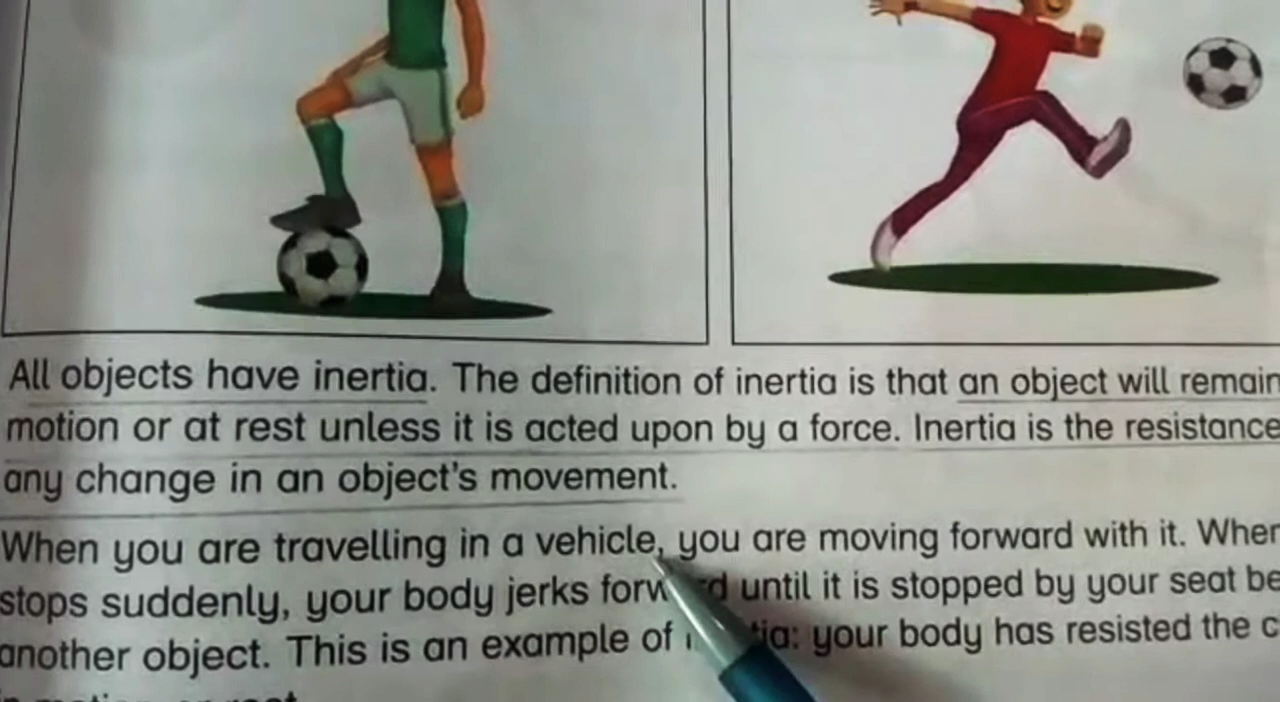 All objects have inertia. The definition of inertia is that an object will remain
motion or at rest unless it is acted upon by a force. Inertia is the resistance
any change in an object's movement.
When you are travelling in a vehicle, you are moving forward with it. When
stops suddenly, your body jerks forward until it is stopped by your seat be
another object. This is an example of inertia: your body has resisted the c